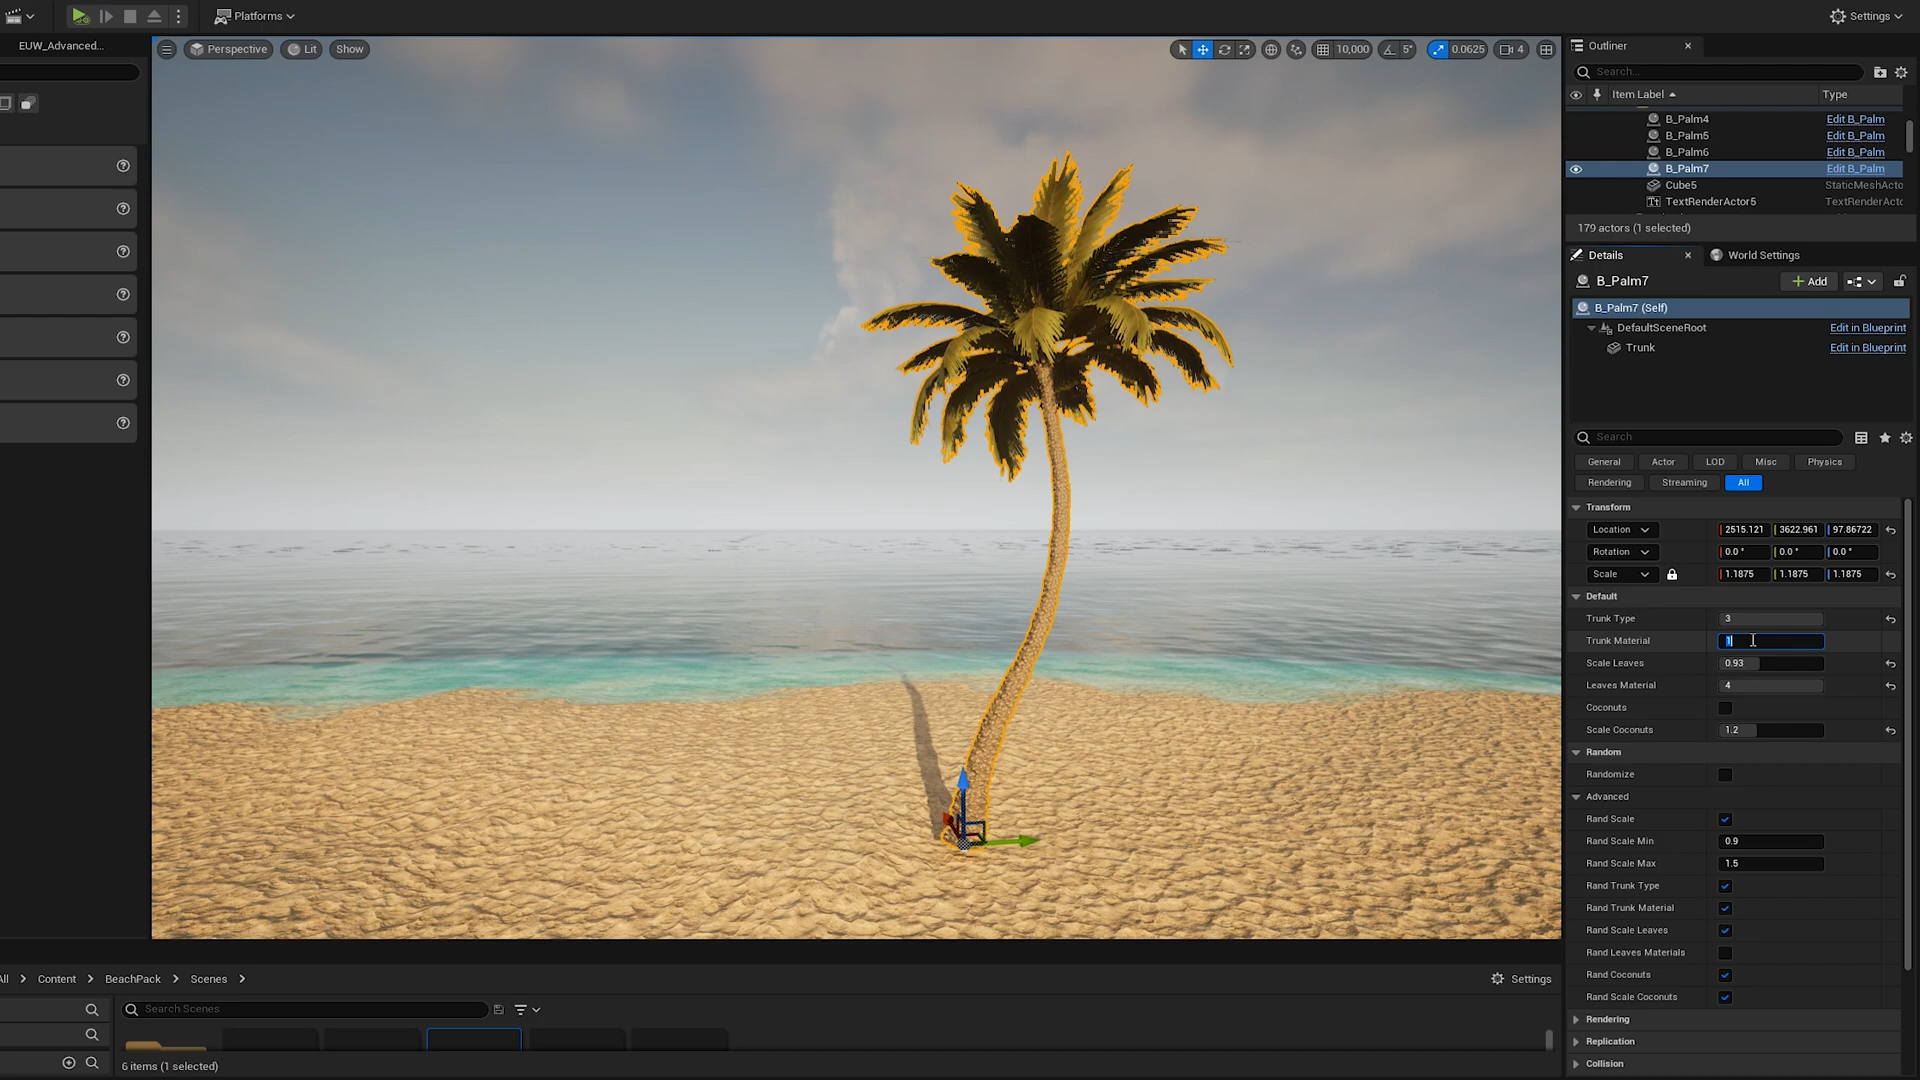 Platforms
Settings
EUW_Advanced...
Perspective
Lit
Show
10,000
5°
0.0625
4
Outliner
Search...
Item Label
Type
B_Palm4
Edit B_Palm
B_Palm5
Edit B_Palm
B_Palm6
Edit B_Palm
B_Palm7
Edit B_Palm
Cube5
StaticMeshActo
TextRenderActor5
TextRenderActo
179 actors (1 selected)
Details
World Settings
B_Palm7
Add
B_Palm7 (Self)
DefaultSceneRoot
Edit in Blueprint
Trunk
Edit in Blueprint
Search
General
Actor
LOD
Misc
Physics
Rendering
Streaming
All
Transform
Location
2515.121
3622.961
97.86722
Rotation
0.0 °
0.0 °
0.0 °
Scale
1.1875
1.1875
1.1875
Default
Trunk Type
3
Trunk Material
1
Scale Leaves
0.93
Leaves Material
4
Coconuts
Scale Coconuts
1.2
Random
Randomize
Advanced
Rand Scale
Rand Scale Min
0.9
Rand Scale Max
1.5
Rand Trunk Type
Rand Trunk Material
Rand Scale Leaves
Rand Leaves Materials
Rand Coconuts
Rand Scale Coconuts
Rendering
Replication
Collision
All
Content
BeachPack
Scenes
Settings
Search Scenes
6 items (1 selected)